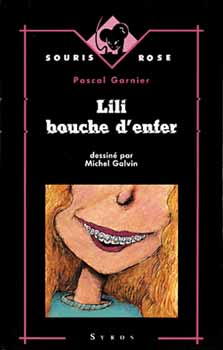 SOURIS ROSE
Pascal Garnier
Lili
bouche d'enfer
dessiné par
Michel Galvin
SYROS